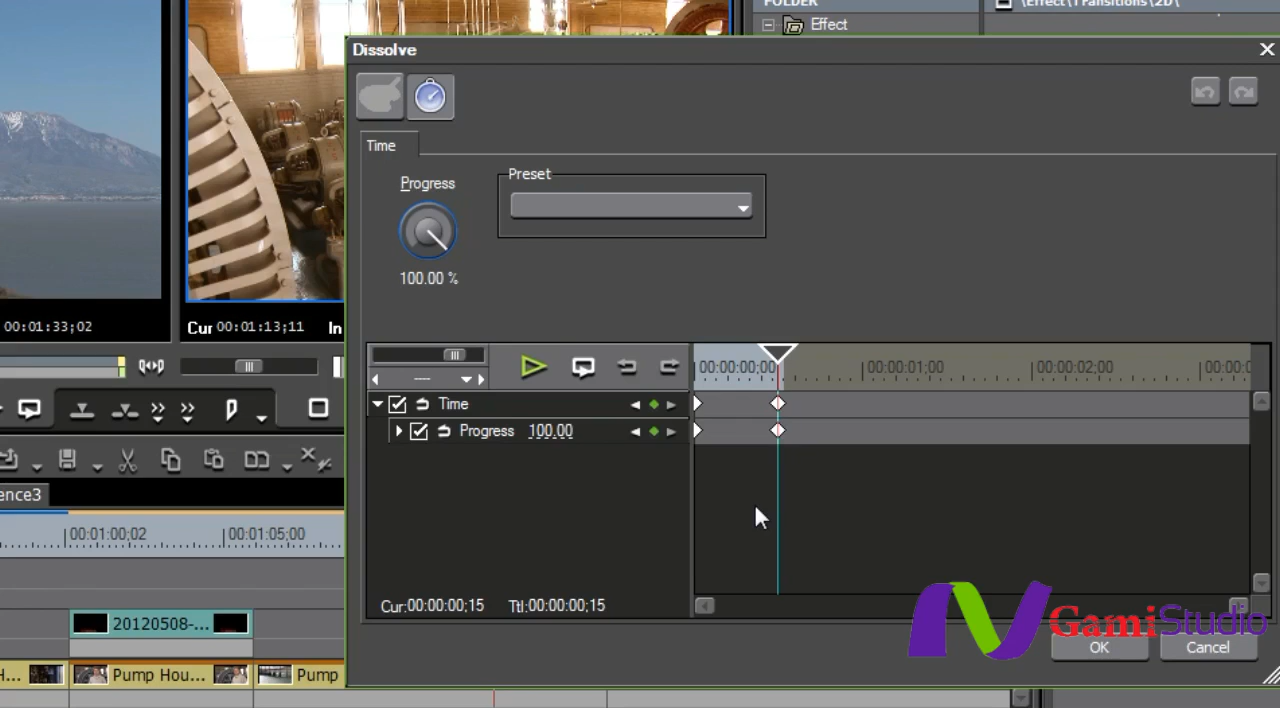 FOLDER
\Effect\Transitions\2D\
Effect
Dissolve
Time
Progress
Preset
100.00 %
00:01:33;02
Cur 00:01:13;11 In
00:00:00;00
00:00:01;00
00:00:02;00
00:00:0
Time
Progress 100.00
ence3
00:01:00;02
00:01:05;00
20120508-...
H... Pump Hou... Pump
Cur:00:00:00;15 Ttl:00:00:00;15
GamiStudio
OK
Cancel